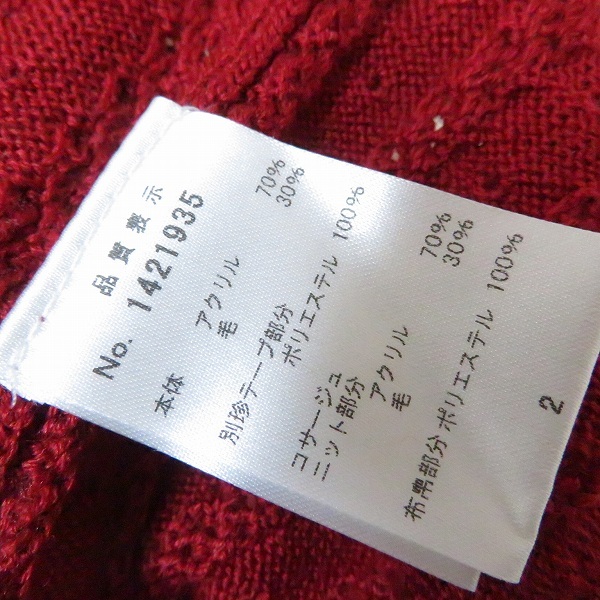 品質表示
No. 1421935
本体 アクリル 70%
毛 30%
別珍テープ部分
ポリエステル 100%
コサージュ
ニット部分 アクリル 70%
毛 30%
布帛部分 ポリエステル 100%
2